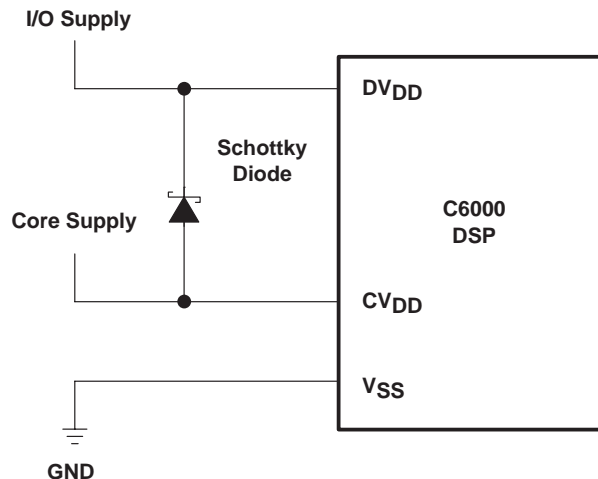 I/O Supply
DVDD
Schottky
Diode
C6000
DSP
Core Supply
CVDD
VSS
GND